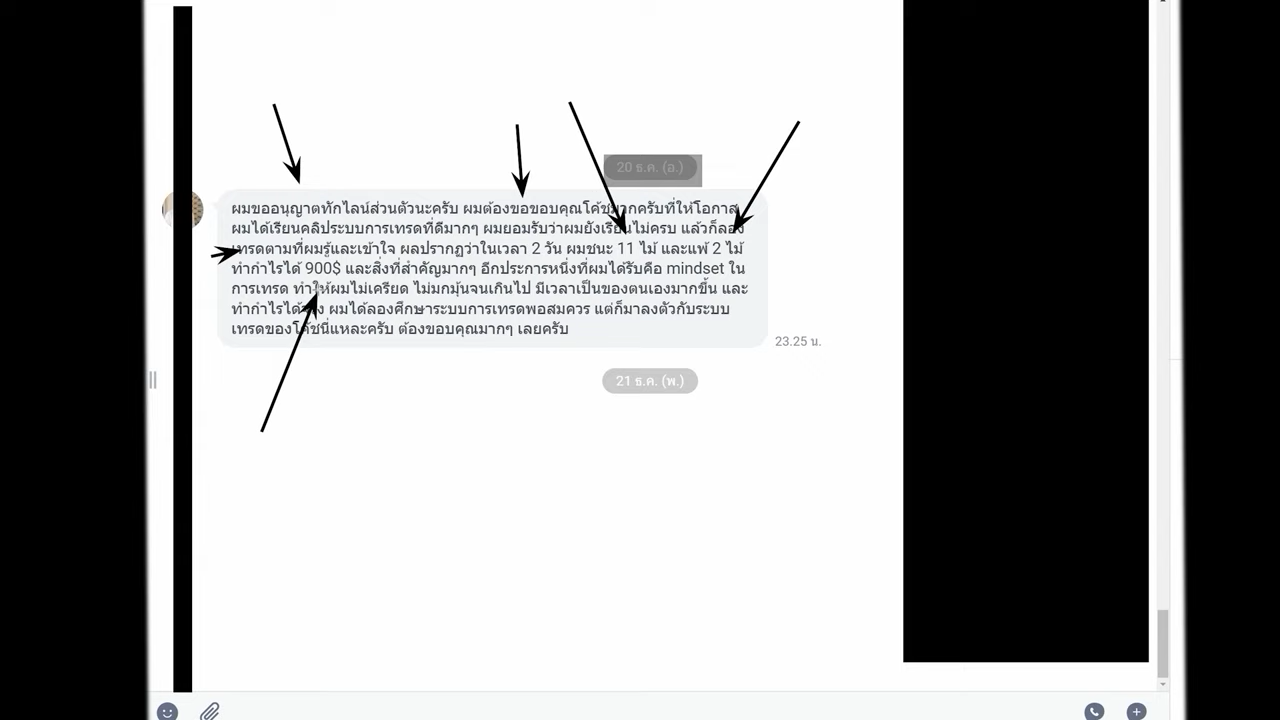 20 ธ.ค. (อ.)
ผมขออนุญาตทักไลน์ส่วนตัวนะครับ ผมต้องขอขอบคุณโค้ชมากครับที่ให้โอกาส
ผมได้เรียนคลิประบบการเทรดที่ดีมากๆ ผมยอมรับว่าผมยังเรียนไม่ครบ แล้วก็ลอง
เทรดตามที่ผมรู้และเข้าใจ ผลปรากฏว่าในเวลา 2 วัน ผมชนะ 11 ไม้ และแพ้ 2 ไม้
ทำกำไรได้ 900$ และสิ่งที่สำคัญมากๆ อีกประการหนึ่งที่ผมได้รับคือ mindset ใน
การเทรด ทำให้ผมไม่เครียด ไม่มกมุ้นจนเกินไป มีเวลาเป็นของตนเองมากขึ้น และ
ทำกำไรได้ ผมได้ลองศึกษาระบบการเทรดพอสมควร แต่ก็มาลงตัวกับระบบ
เทรดของโค้ชนี่แหละครับ ต้องขอบคุณมากๆ เลยครับ
23.25 น.
21 ธ.ค. (พ.)